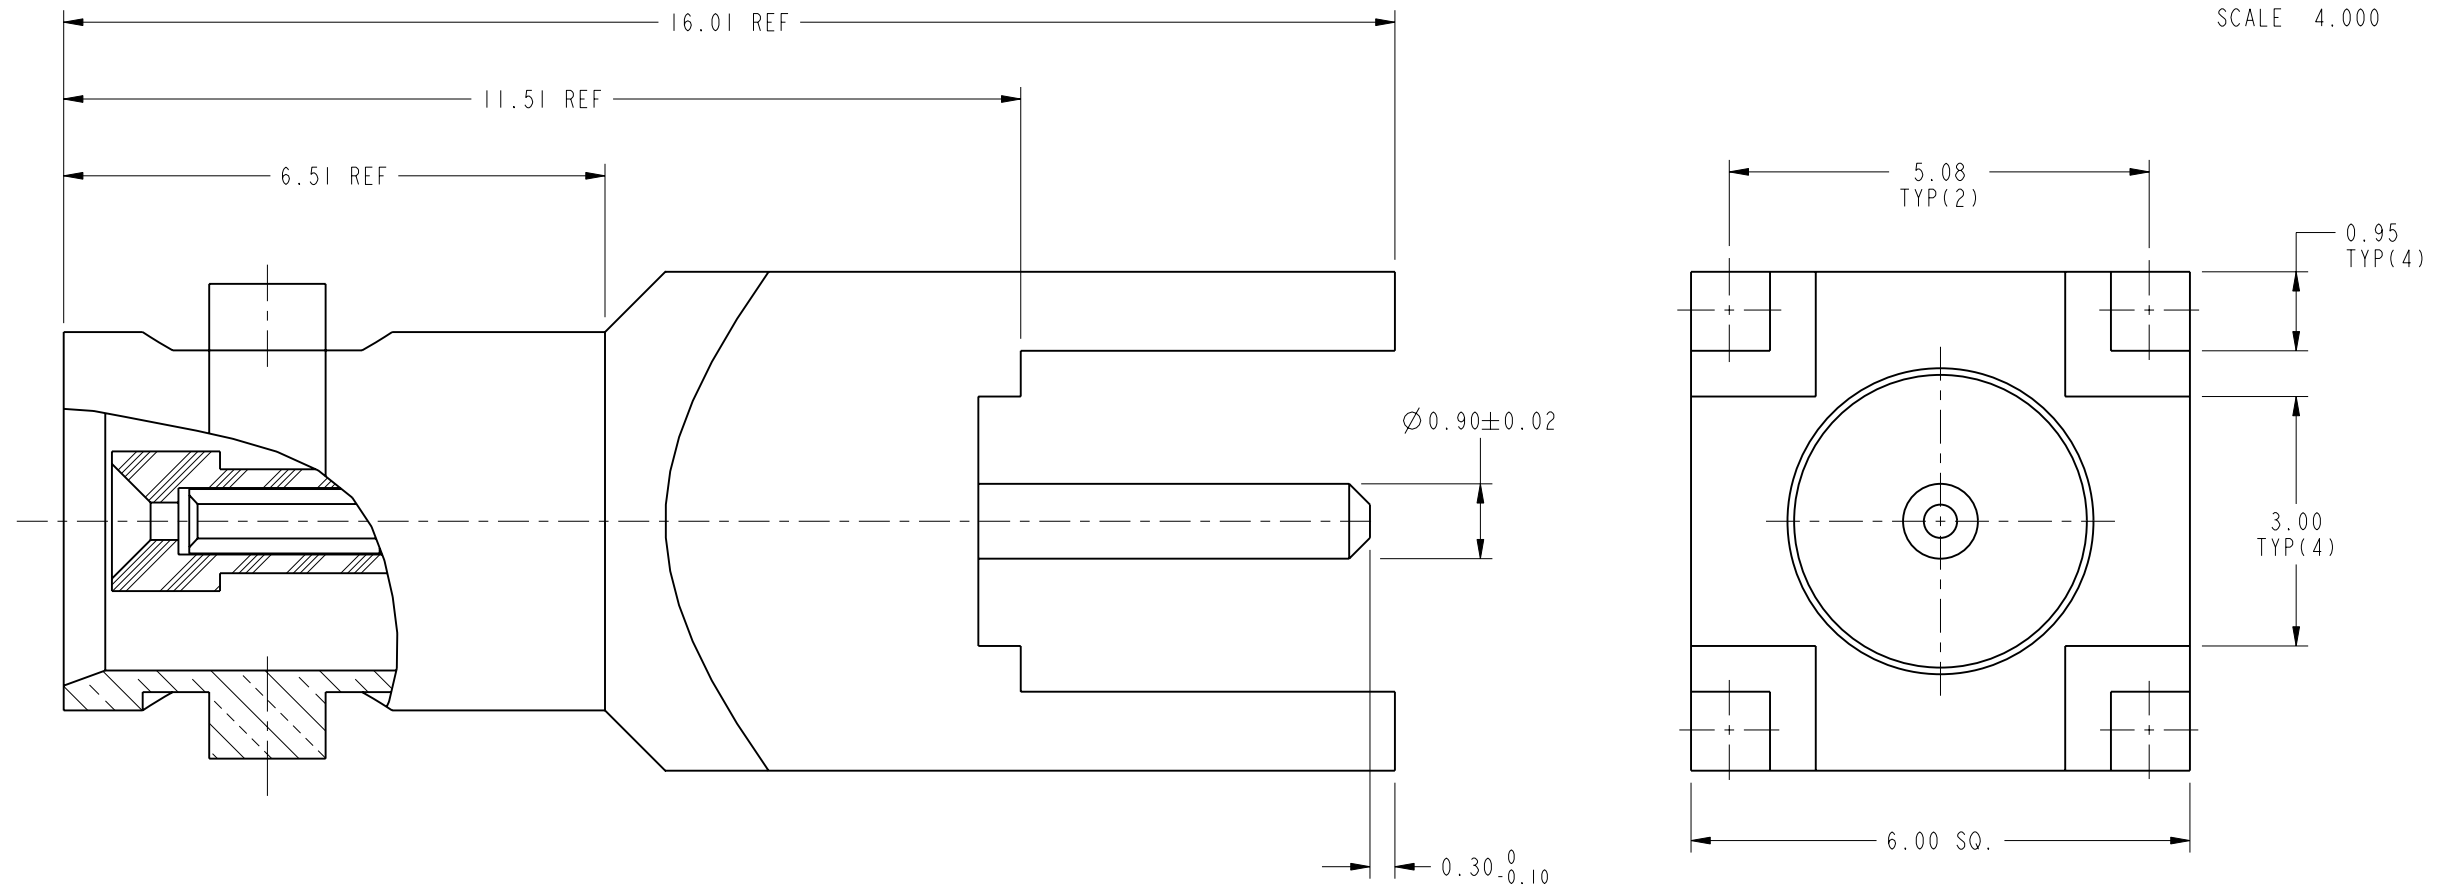 16.01 REF
SCALE 4.000
11.51 REF
6.51 REF
5.08
TYP(2)
0.95
TYP(4)
Ø0.90±0.02
3.00
TYP(4)
6.00 SQ.
0.30 0
-0.10